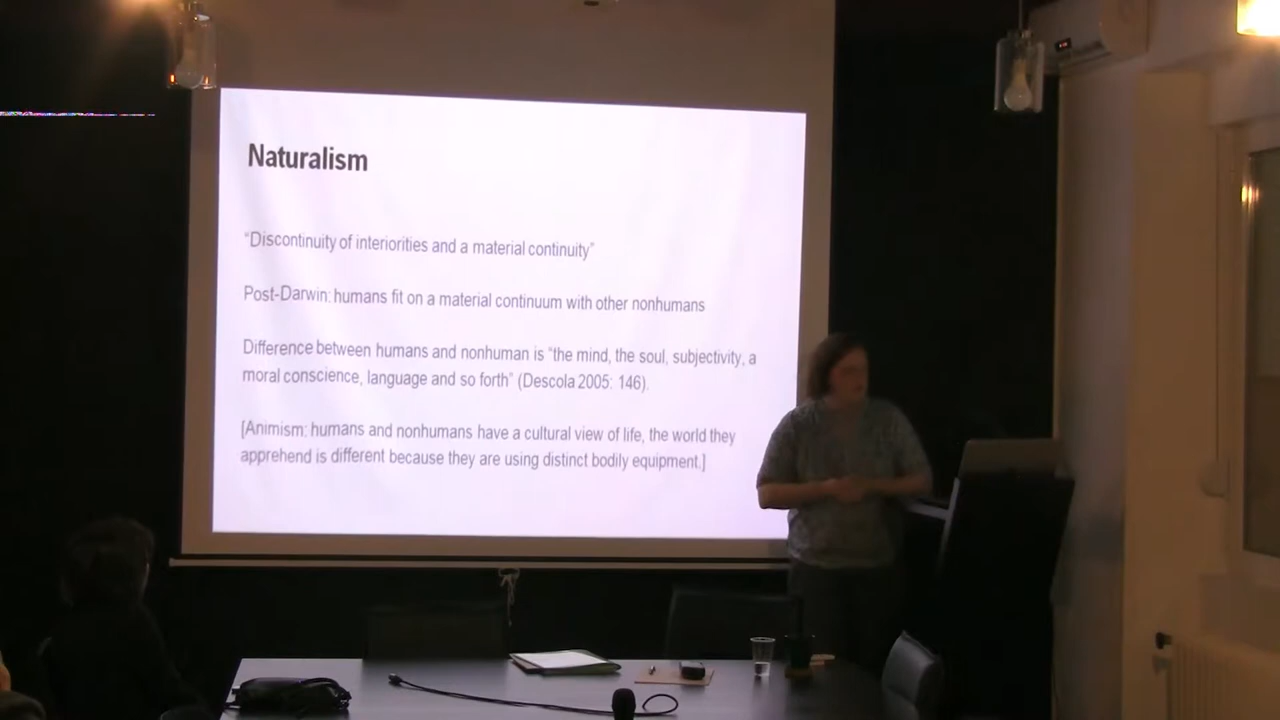 Naturalism
“Discontinuity of interiorities and a material continuity”
Post-Darwin: humans fit on a material continuum with other nonhumans
Difference between humans and nonhuman is “the mind, the soul, subjectivity, a
moral conscience, language and so forth” (Descola 2005: 146).
[Animism: humans and nonhumans have a cultural view of life, the world they
apprehend is different because they are using distinct bodily equipment.]